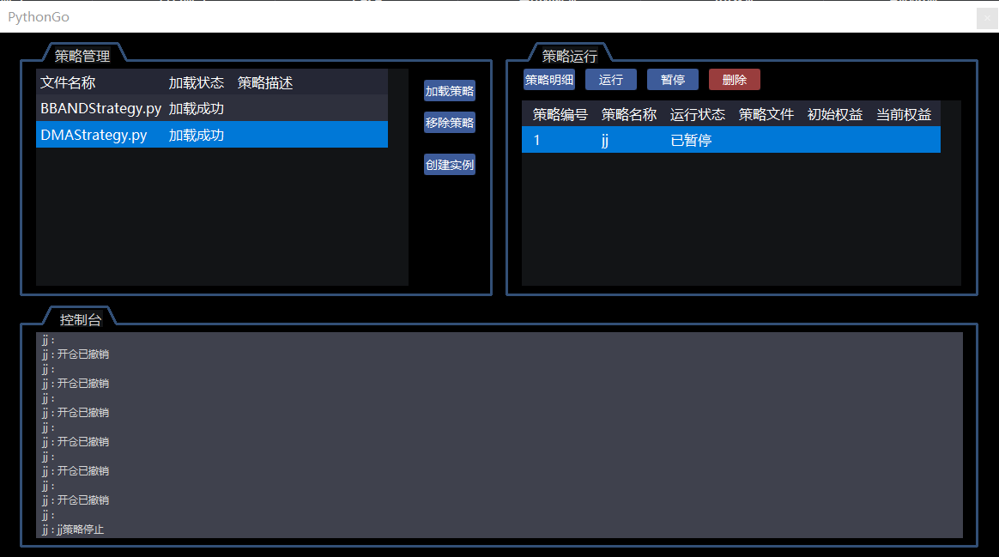 PythonGo
策略管理
文件名称 加载状态 策略描述
BBANDStrategy.py 加载成功
DMAStrategy.py 加载成功
加载策略
移除策略
创建实例
策略运行
策略明细 运行 暂停 删除
策略编号 策略名称 运行状态 策略文件 初始权益 当前权益
1 jj 已暂停
控制台
jj :
jj : 开仓已撤销
jj :
jj : 开仓已撤销
jj :
jj : 开仓已撤销
jj :
jj : 开仓已撤销
jj :
jj : 开仓已撤销
jj :
jj : 开仓已撤销
jj :
jj : jj策略停止